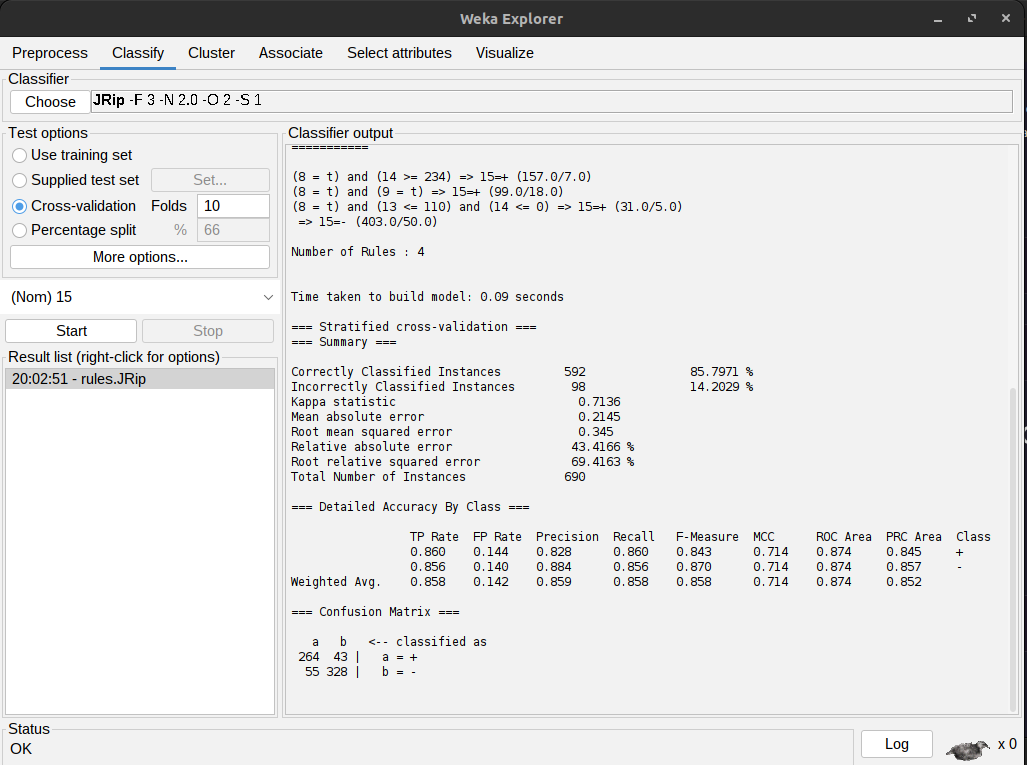 Weka Explorer
Preprocess Classify Cluster Associate Select attributes Visualize
Classifier
Choose JRip -F 3 -N 2.0 -O 2 -S 1
Test options
Use training set
Supplied test set Set...
Cross-validation Folds 10
Percentage split % 66
More options...
(Nom) 15
Start Stop
Result list (right-click for options)
20:02:51 - rules.JRip
Classifier output
===========
(8 = t) and (14 >= 234) => 15=+ (157.0/7.0)
(8 = t) and (9 = t) => 15=+ (99.0/18.0)
(8 = t) and (13 <= 110) and (14 <= 0) => 15=+ (31.0/5.0)
=> 15=- (403.0/50.0)
Number of Rules : 4
Time taken to build model: 0.09 seconds
=== Stratified cross-validation ===
=== Summary ===
Correctly Classified Instances 592 85.7971 %
Incorrectly Classified Instances 98 14.2029 %
Kappa statistic 0.7136
Mean absolute error 0.2145
Root mean squared error 0.345
Relative absolute error 43.4166 %
Root relative squared error 69.4163 %
Total Number of Instances 690
=== Detailed Accuracy By Class ===
TP Rate FP Rate Precision Recall F-Measure MCC ROC Area PRC Area Class
0.860 0.144 0.828 0.860 0.843 0.714 0.874 0.845 +
0.856 0.140 0.884 0.856 0.870 0.714 0.874 0.857 -
Weighted Avg. 0.858 0.142 0.859 0.858 0.858 0.714 0.874 0.852
=== Confusion Matrix ===
a b <-- classified as
264 43 | a = +
55 328 | b = -
Status
OK
Log x 0